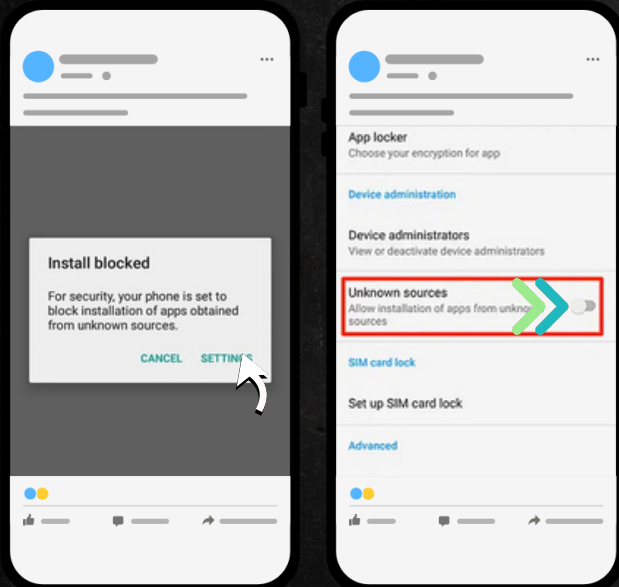 Install blocked
For security, your phone is set to
block installation of apps obtained
from unknown sources.
CANCEL SETTINGS
App locker
Choose your encryption for app
Device administration
Device administrators
View or deactivate device administrators
Unknown sources
Allow installation of apps from
sources
SIM card lock
Set up SIM card lock
Advanced